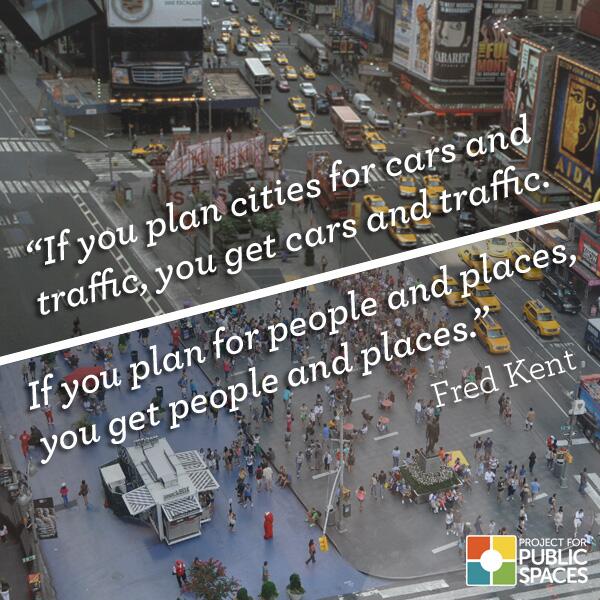 “If you plan cities for cars and
traffic, you get cars and traffic.
If you plan for people and places,
you get people and places.”
Fred Kent
PROJECT FOR
PUBLIC
SPACES
CABARET
AIDA